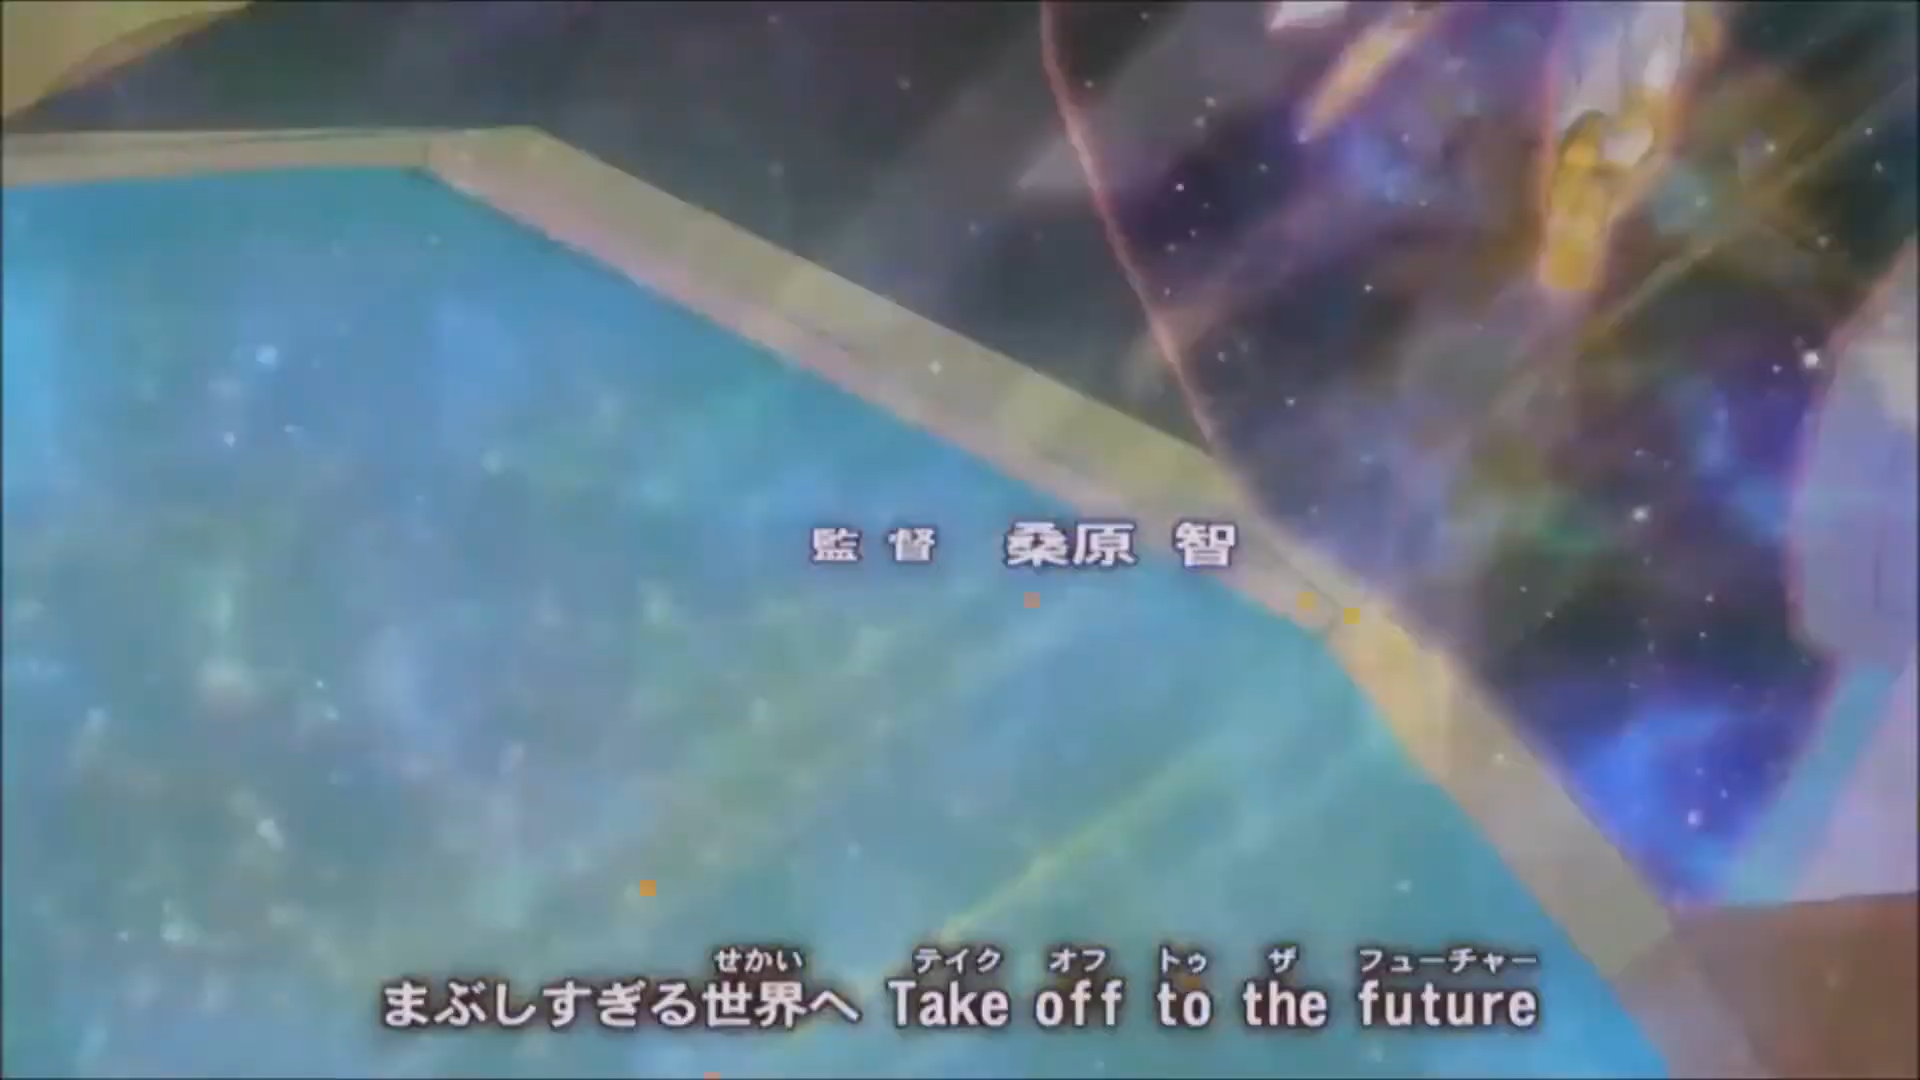 監督 桑原 智
せかい テイク オフ トゥ ザ フューチャー
まぶしすぎる世界へ Take off to the future